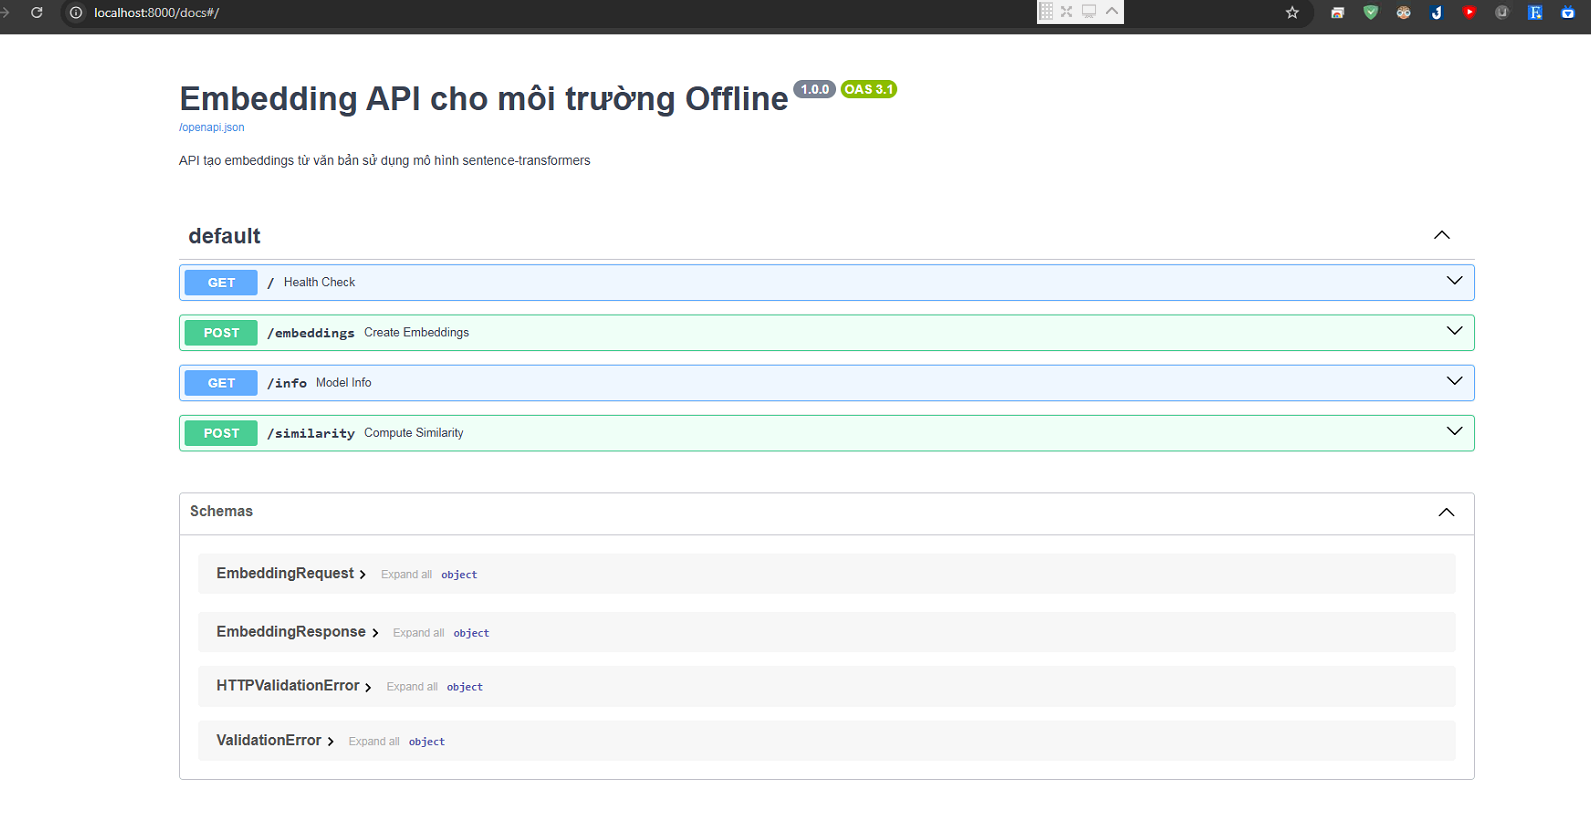 localhost:8000/docs#/
Embedding API cho môi trường Offline 1.0.0 OAS 3.1
/openapi.json
API tạo embeddings từ văn bản sử dụng mô hình sentence-transformers
default
GET / Health Check
POST /embeddings Create Embeddings
GET /info Model Info
POST /similarity Compute Similarity
Schemas
EmbeddingRequest Expand all object
EmbeddingResponse Expand all object
HTTPValidationError Expand all object
ValidationError Expand all object